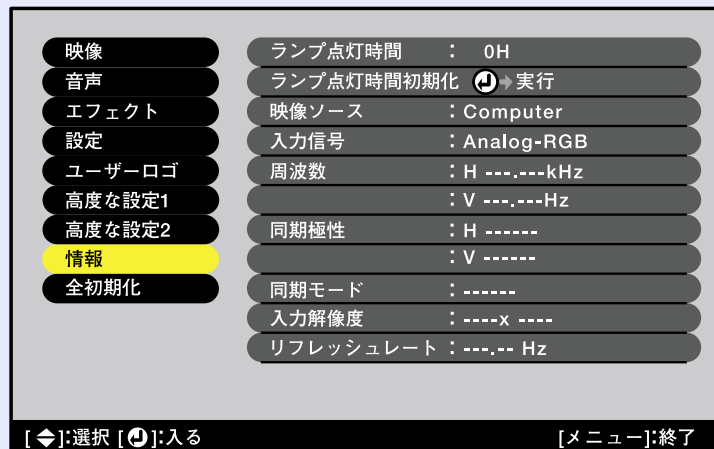 映像
音声
エフェクト
設定
ユーザーロゴ
高度な設定1
高度な設定2
情報
全初期化
ランプ点灯時間 : 0H
ランプ点灯時間初期化 実行
映像ソース :Computer
入力信号 :Analog-RGB
周波数 :H ---.---kHz
:V ---.---Hz
同期極性 :H ------
:V ------
同期モード :------
入力解像度 :----x ----
リフレッシュレート :---.-- Hz
[ ]:選択 [ ]:入る [メニュー]:終了